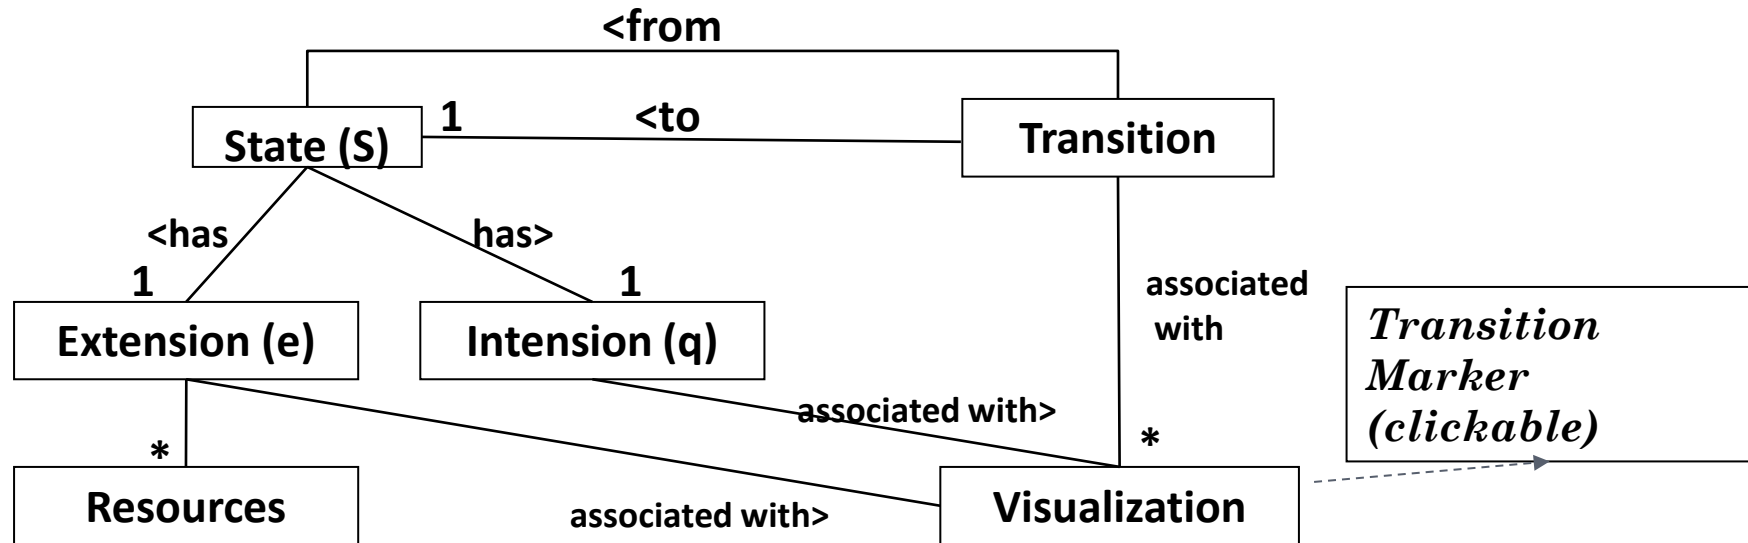 <from
State (S)
1
<to
Transition
<has
has>
1
1
associated
with
Extension (e)
Intension (q)
Transition
Marker
(clickable)
associated with>
*
*
Resources
associated with>
Visualization